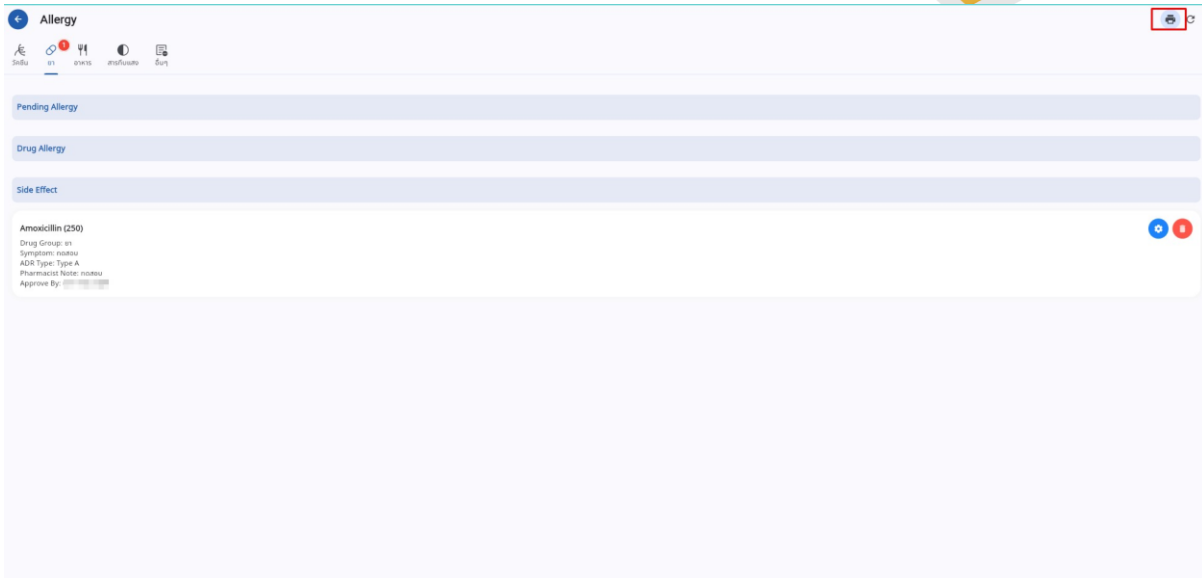 Allergy
1
วัคซีน ยา อาหาร สารทึบแสง อื่นๆ
Pending Allergy
Drug Allergy
Side Effect
Amoxicillin (250)
Drug Group: ยา
Symptom: ทดสอบ
ADR Type: Type A
Pharmacist Note: ทดสอบ
Approve By: